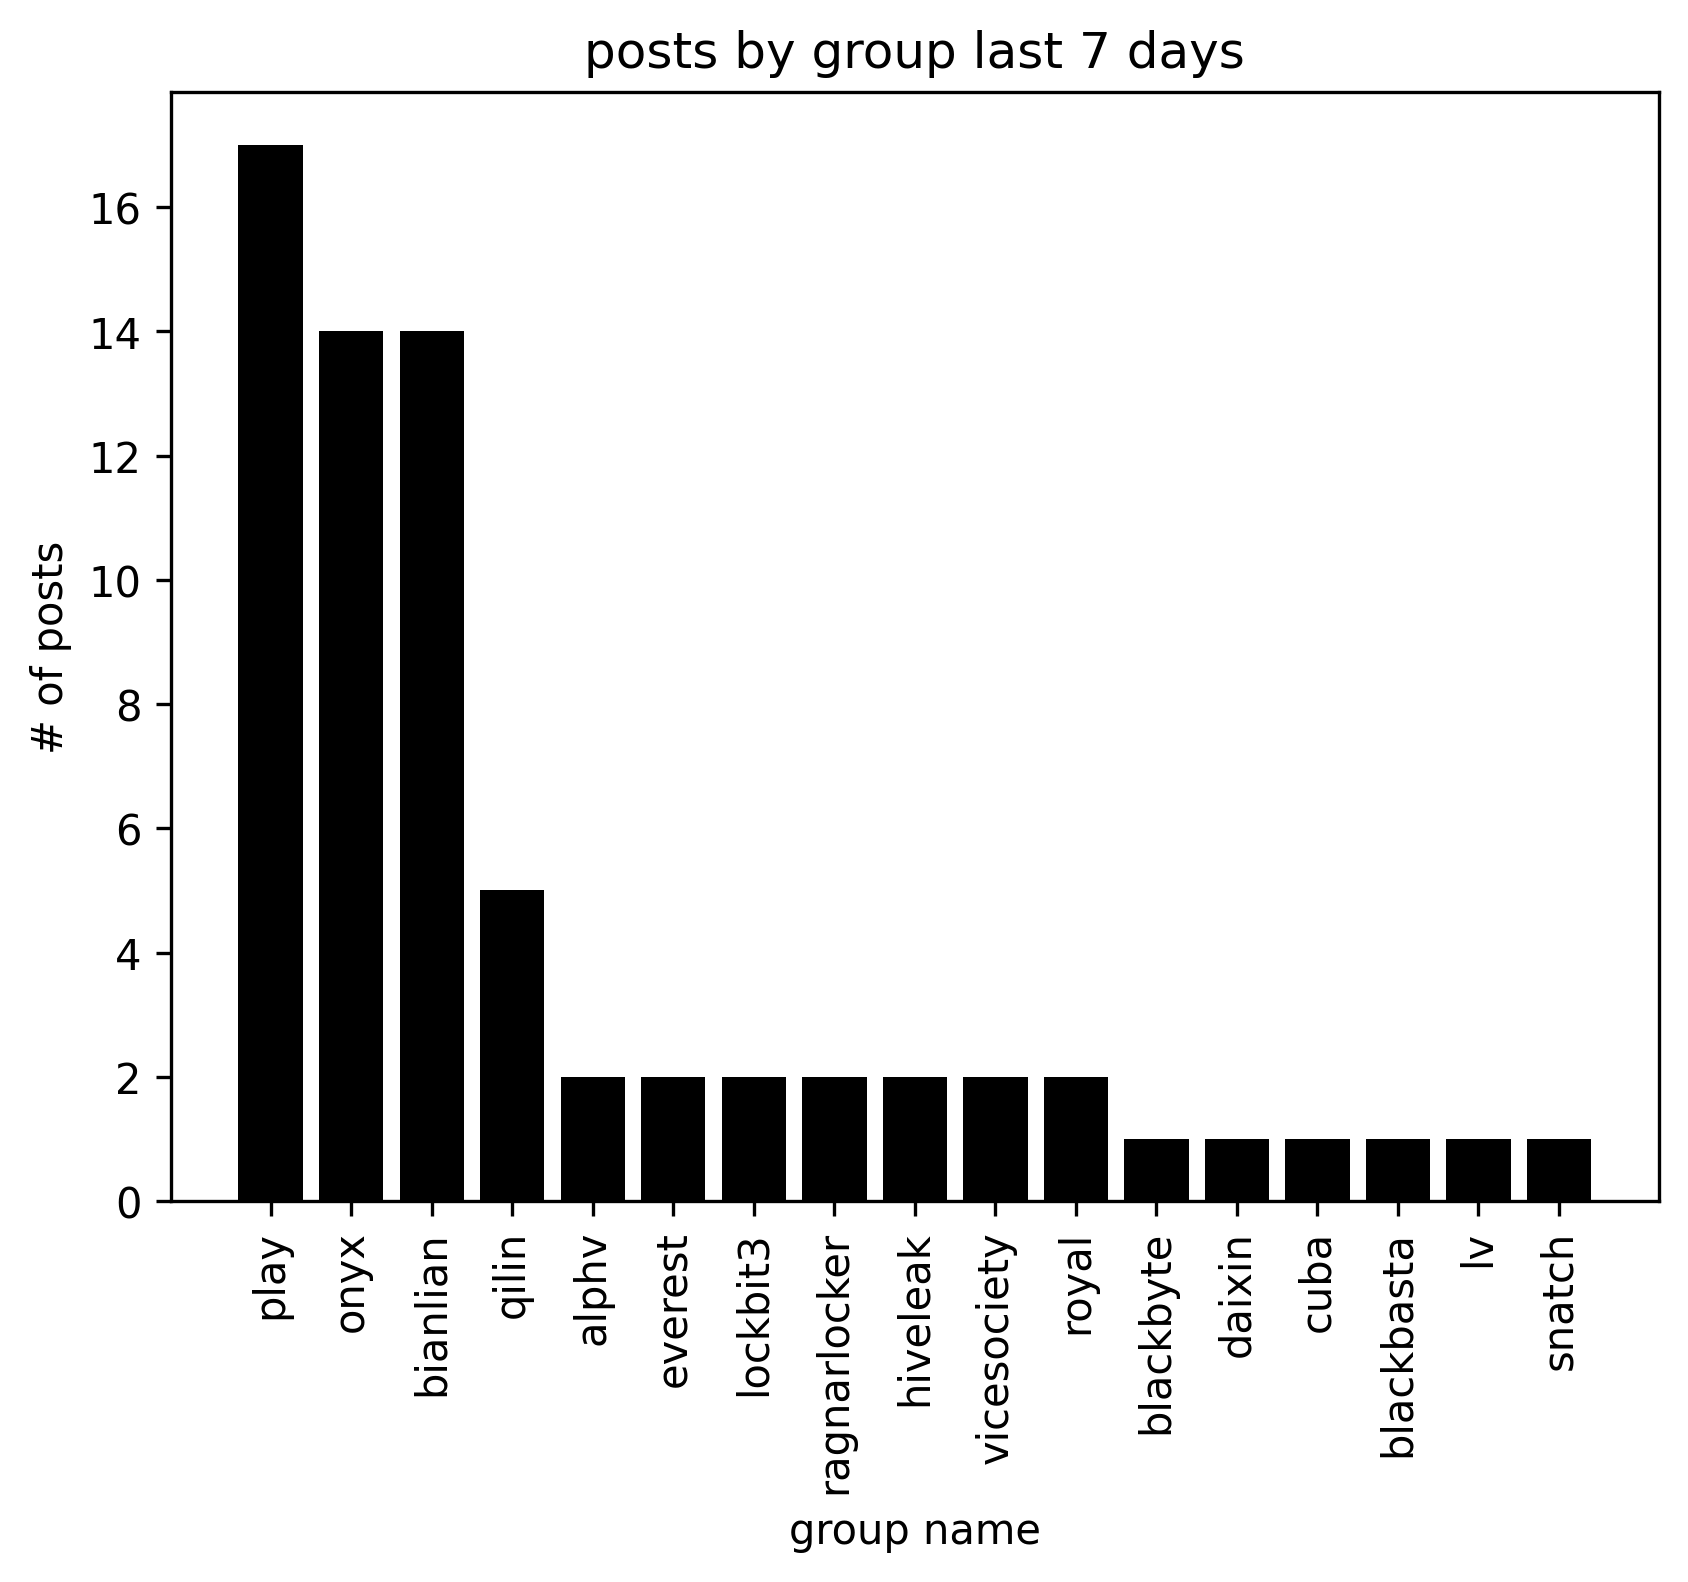 posts by group last 7 days
# of posts
16
14
12
10
8
6
4
2
0
play
onyx
bianlian
qilin
alphv
everest
lockbit3
ragnarlocker
hiveleak
vicesociety
royal
blackbyte
daixin
cuba
blackbasta
lv
snatch
group name